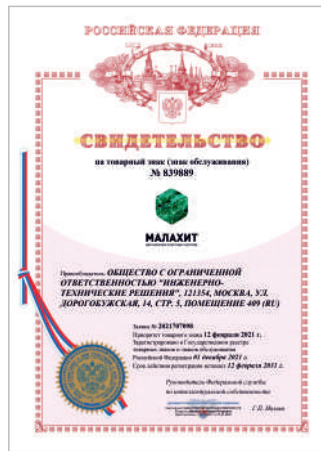 РОССИЙСКАЯ ФЕДЕРАЦИЯ
СВИДЕТЕЛЬСТВО
на товарный знак (знак обслуживания)
№ 839889
МАЛАХИТ
Правообладатель: ОБЩЕСТВО С ОГРАНИЧЕННОЙ
ОТВЕТСТВЕННОСТЬЮ "ИНЖЕНЕРНО-
ТЕХНИЧЕСКИЕ РЕШЕНИЯ", 121354, МОСКВА, УЛ.
ДОРОГОБУЖСКАЯ, 14, СТР. 5, ПОМЕЩЕНИЕ 409 (RU)
Заявка № 2021707098
Приоритет товарного знака 12 февраля 2021 г.
Зарегистрировано в Государственном реестре
товарных знаков и знаков обслуживания
Российской Федерации 01 декабря 2021 г.
Срок действия регистрации истекает 12 февраля 2031 г.
Руководитель Федеральной службы
по интеллектуальной собственности
Г.П. Ивлиев